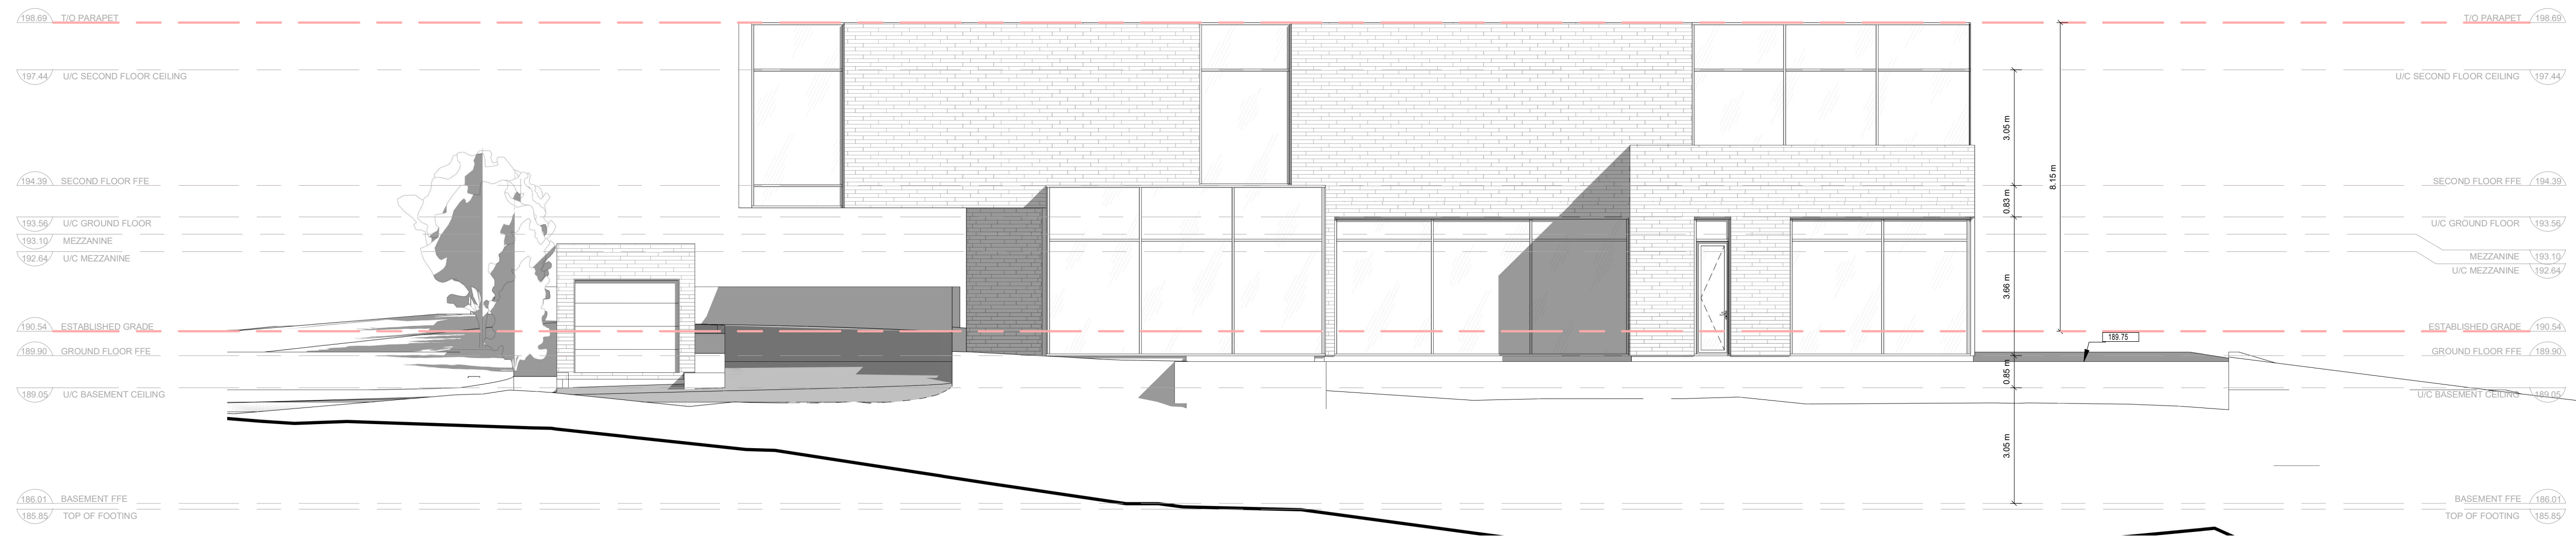 198.69 T/O PARAPET
197.44 U/C SECOND FLOOR CEILING
194.39 SECOND FLOOR FFE
193.56 U/C GROUND FLOOR
193.10 MEZZANINE
192.64 U/C MEZZANINE
190.54 ESTABLISHED GRADE
189.90 GROUND FLOOR FFE
189.05 U/C BASEMENT CEILING
186.01 BASEMENT FFE
185.85 TOP OF FOOTING
3.05 m
0.83 m
3.66 m
0.85 m
3.05 m
8.15 m
189.75
T/O PARAPET 198.69
U/C SECOND FLOOR CEILING 197.44
SECOND FLOOR FFE 194.39
U/C GROUND FLOOR 193.56
MEZZANINE 193.10
U/C MEZZANINE 192.64
ESTABLISHED GRADE 190.54
GROUND FLOOR FFE 189.90
U/C BASEMENT CEILING 189.05
BASEMENT FFE 186.01
TOP OF FOOTING 185.85